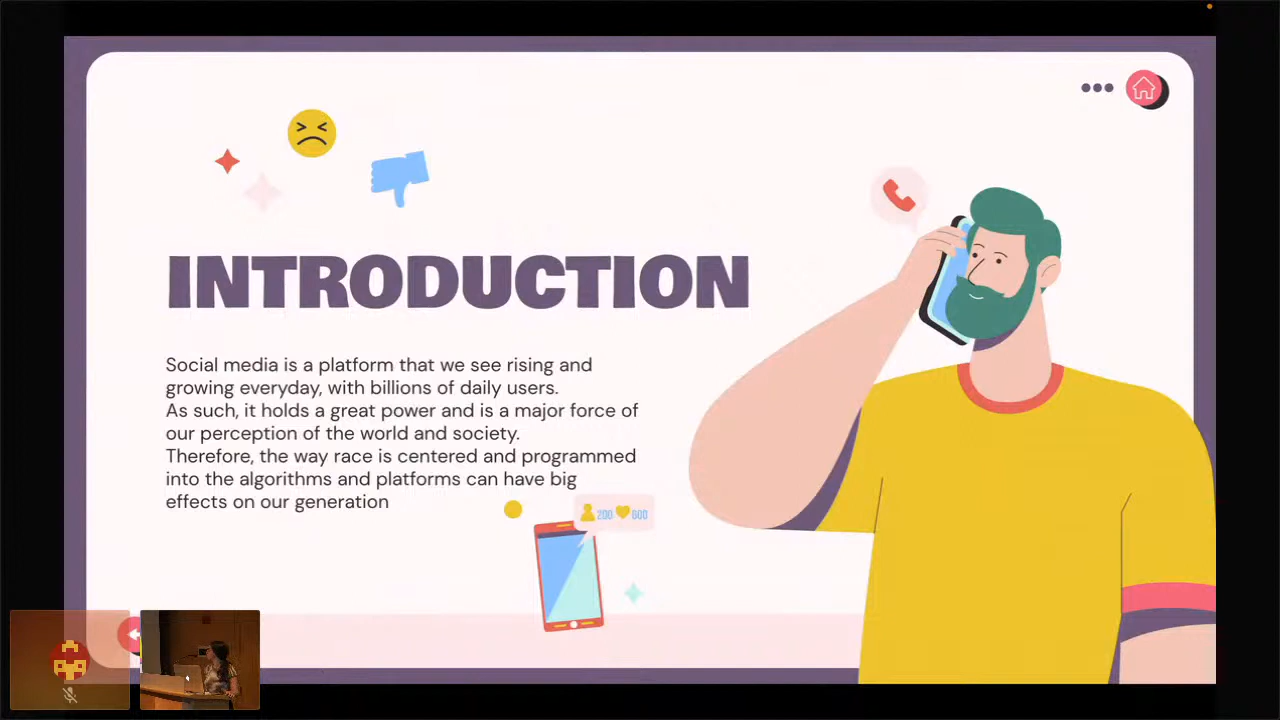 INTRODUCTION
Social media is a platform that we see rising and
growing everyday, with billions of daily users.
As such, it holds a great power and is a major force of
our perception of the world and society.
Therefore, the way race is centered and programmed
into the algorithms and platforms can have big
effects on our generation
200 600